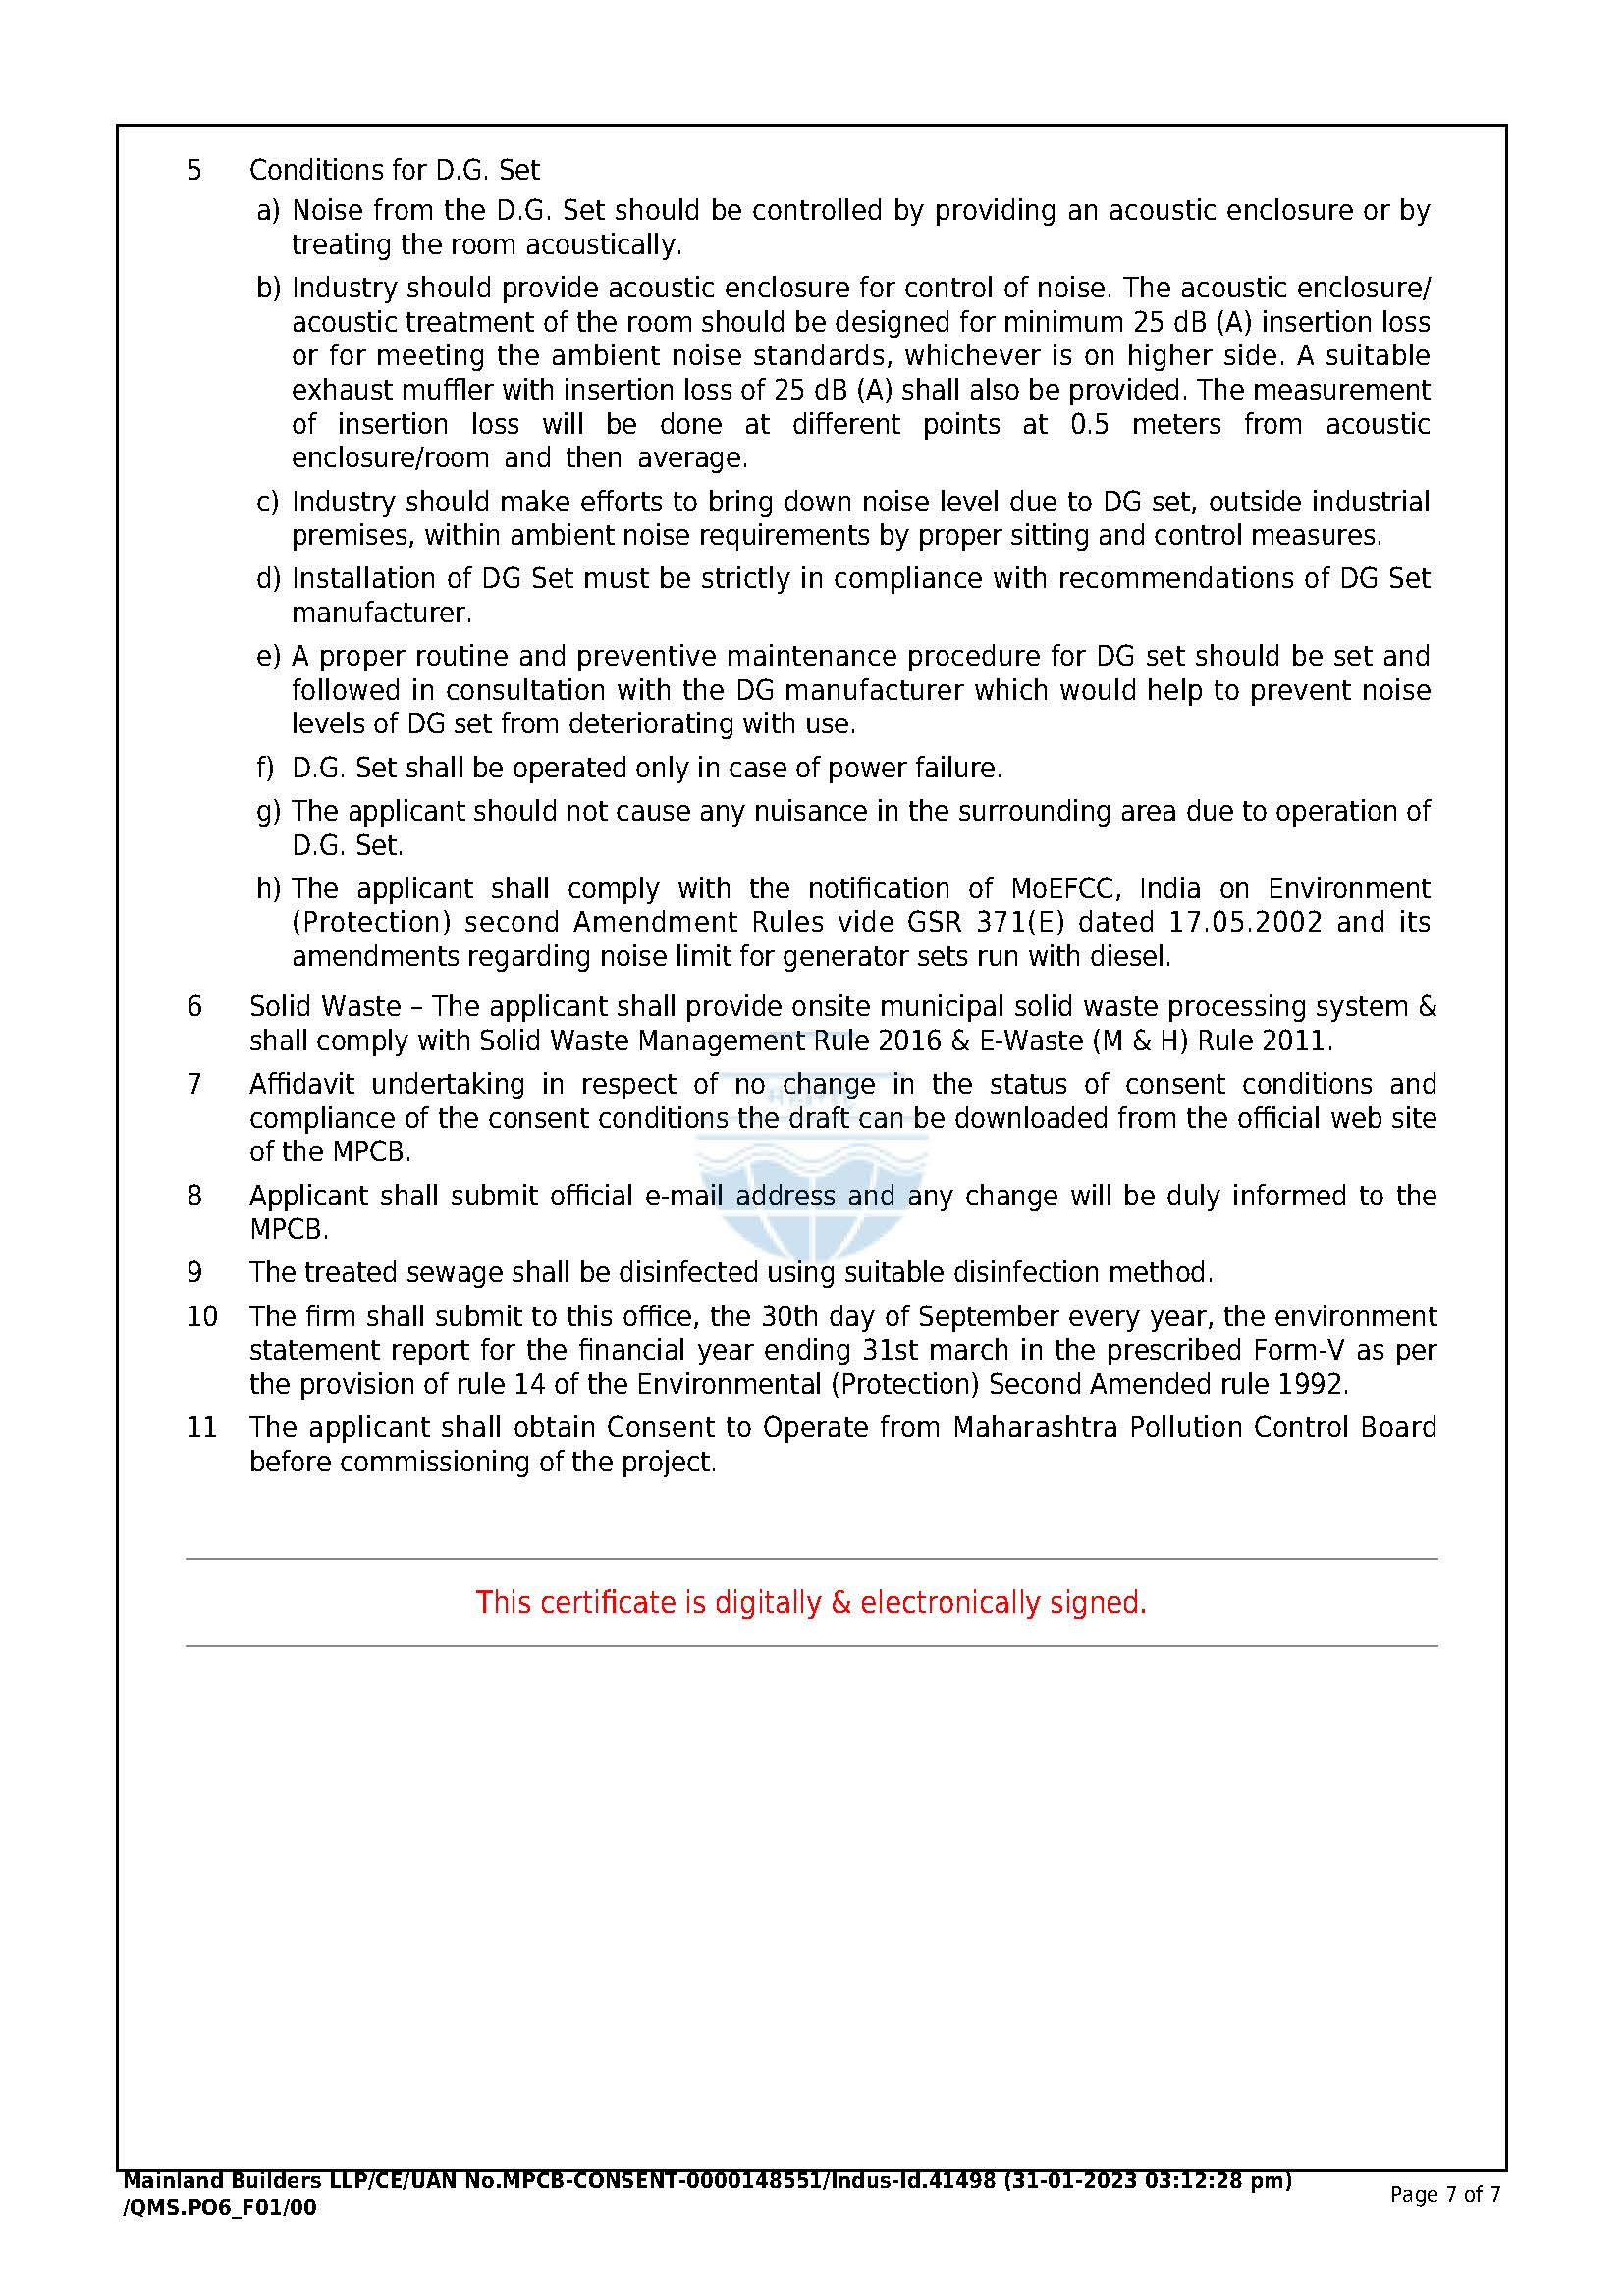 5 Conditions for D.G. Set
a) Noise from the D.G. Set should be controlled by providing an acoustic enclosure or by
treating the room acoustically.
b) Industry should provide acoustic enclosure for control of noise. The acoustic enclosure/
acoustic treatment of the room should be designed for minimum 25 dB (A) insertion loss
or for meeting the ambient noise standards, whichever is on higher side. A suitable
exhaust muffler with insertion loss of 25 dB (A) shall also be provided. The measurement
of insertion loss will be done at different points at 0.5 meters from acoustic
enclosure/room and then average.
c) Industry should make efforts to bring down noise level due to DG set, outside industrial
premises, within ambient noise requirements by proper sitting and control measures.
d) Installation of DG Set must be strictly in compliance with recommendations of DG Set
manufacturer.
e) A proper routine and preventive maintenance procedure for DG set should be set and
followed in consultation with the DG manufacturer which would help to prevent noise
levels of DG set from deteriorating with use.
f) D.G. Set shall be operated only in case of power failure.
g) The applicant should not cause any nuisance in the surrounding area due to operation of
D.G. Set.
h) The applicant shall comply with the notification of MoEFCC, India on Environment
(Protection) second Amendment Rules vide GSR 371(E) dated 17.05.2002 and its
amendments regarding noise limit for generator sets run with diesel.
6 Solid Waste – The applicant shall provide onsite municipal solid waste processing system &
shall comply with Solid Waste Management Rule 2016 & E-Waste (M & H) Rule 2011.
7 Affidavit undertaking in respect of no change in the status of consent conditions and
compliance of the consent conditions the draft can be downloaded from the official web site
of the MPCB.
8 Applicant shall submit official e-mail address and any change will be duly informed to the
MPCB.
9 The treated sewage shall be disinfected using suitable disinfection method.
10 The firm shall submit to this office, the 30th day of September every year, the environment
statement report for the financial year ending 31st march in the prescribed Form-V as per
the provision of rule 14 of the Environmental (Protection) Second Amended rule 1992.
11 The applicant shall obtain Consent to Operate from Maharashtra Pollution Control Board
before commissioning of the project.
This certificate is digitally & electronically signed.
Mainland Builders LLP/CE/UAN No.MPCB-CONSENT-0000148551/Indus-Id.41498 (31-01-2023 03:12:28 pm)
/QMS.PO6_F01/00
Page 7 of 7